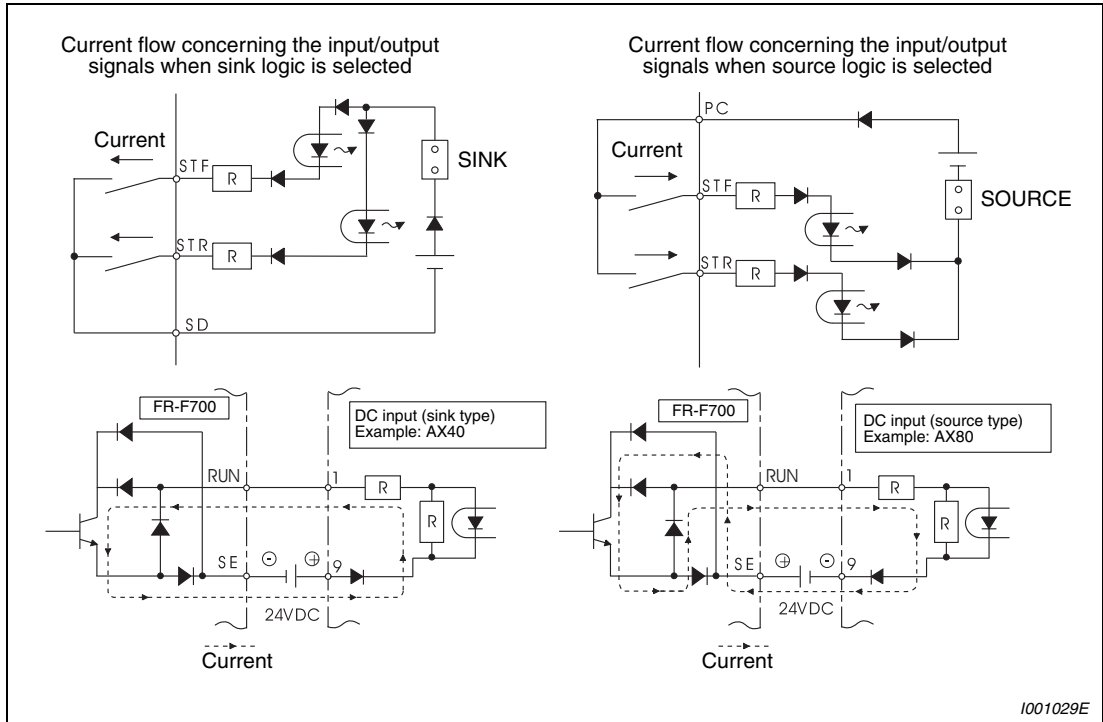 Current flow concerning the input/output
signals when sink logic is selected
Current
STF
R
SINK
STR
R
SD
Current flow concerning the input/output
signals when source logic is selected
PC
Current
STF
R
SOURCE
STR
R
FR-F700
DC input (sink type)
Example: AX40
RUN
1
R
R
SE
⊖
⊕
9
24VDC
Current
FR-F700
DC input (source type)
Example: AX80
RUN
1
R
R
SE
⊕
⊖
9
24VDC
Current
I001029E